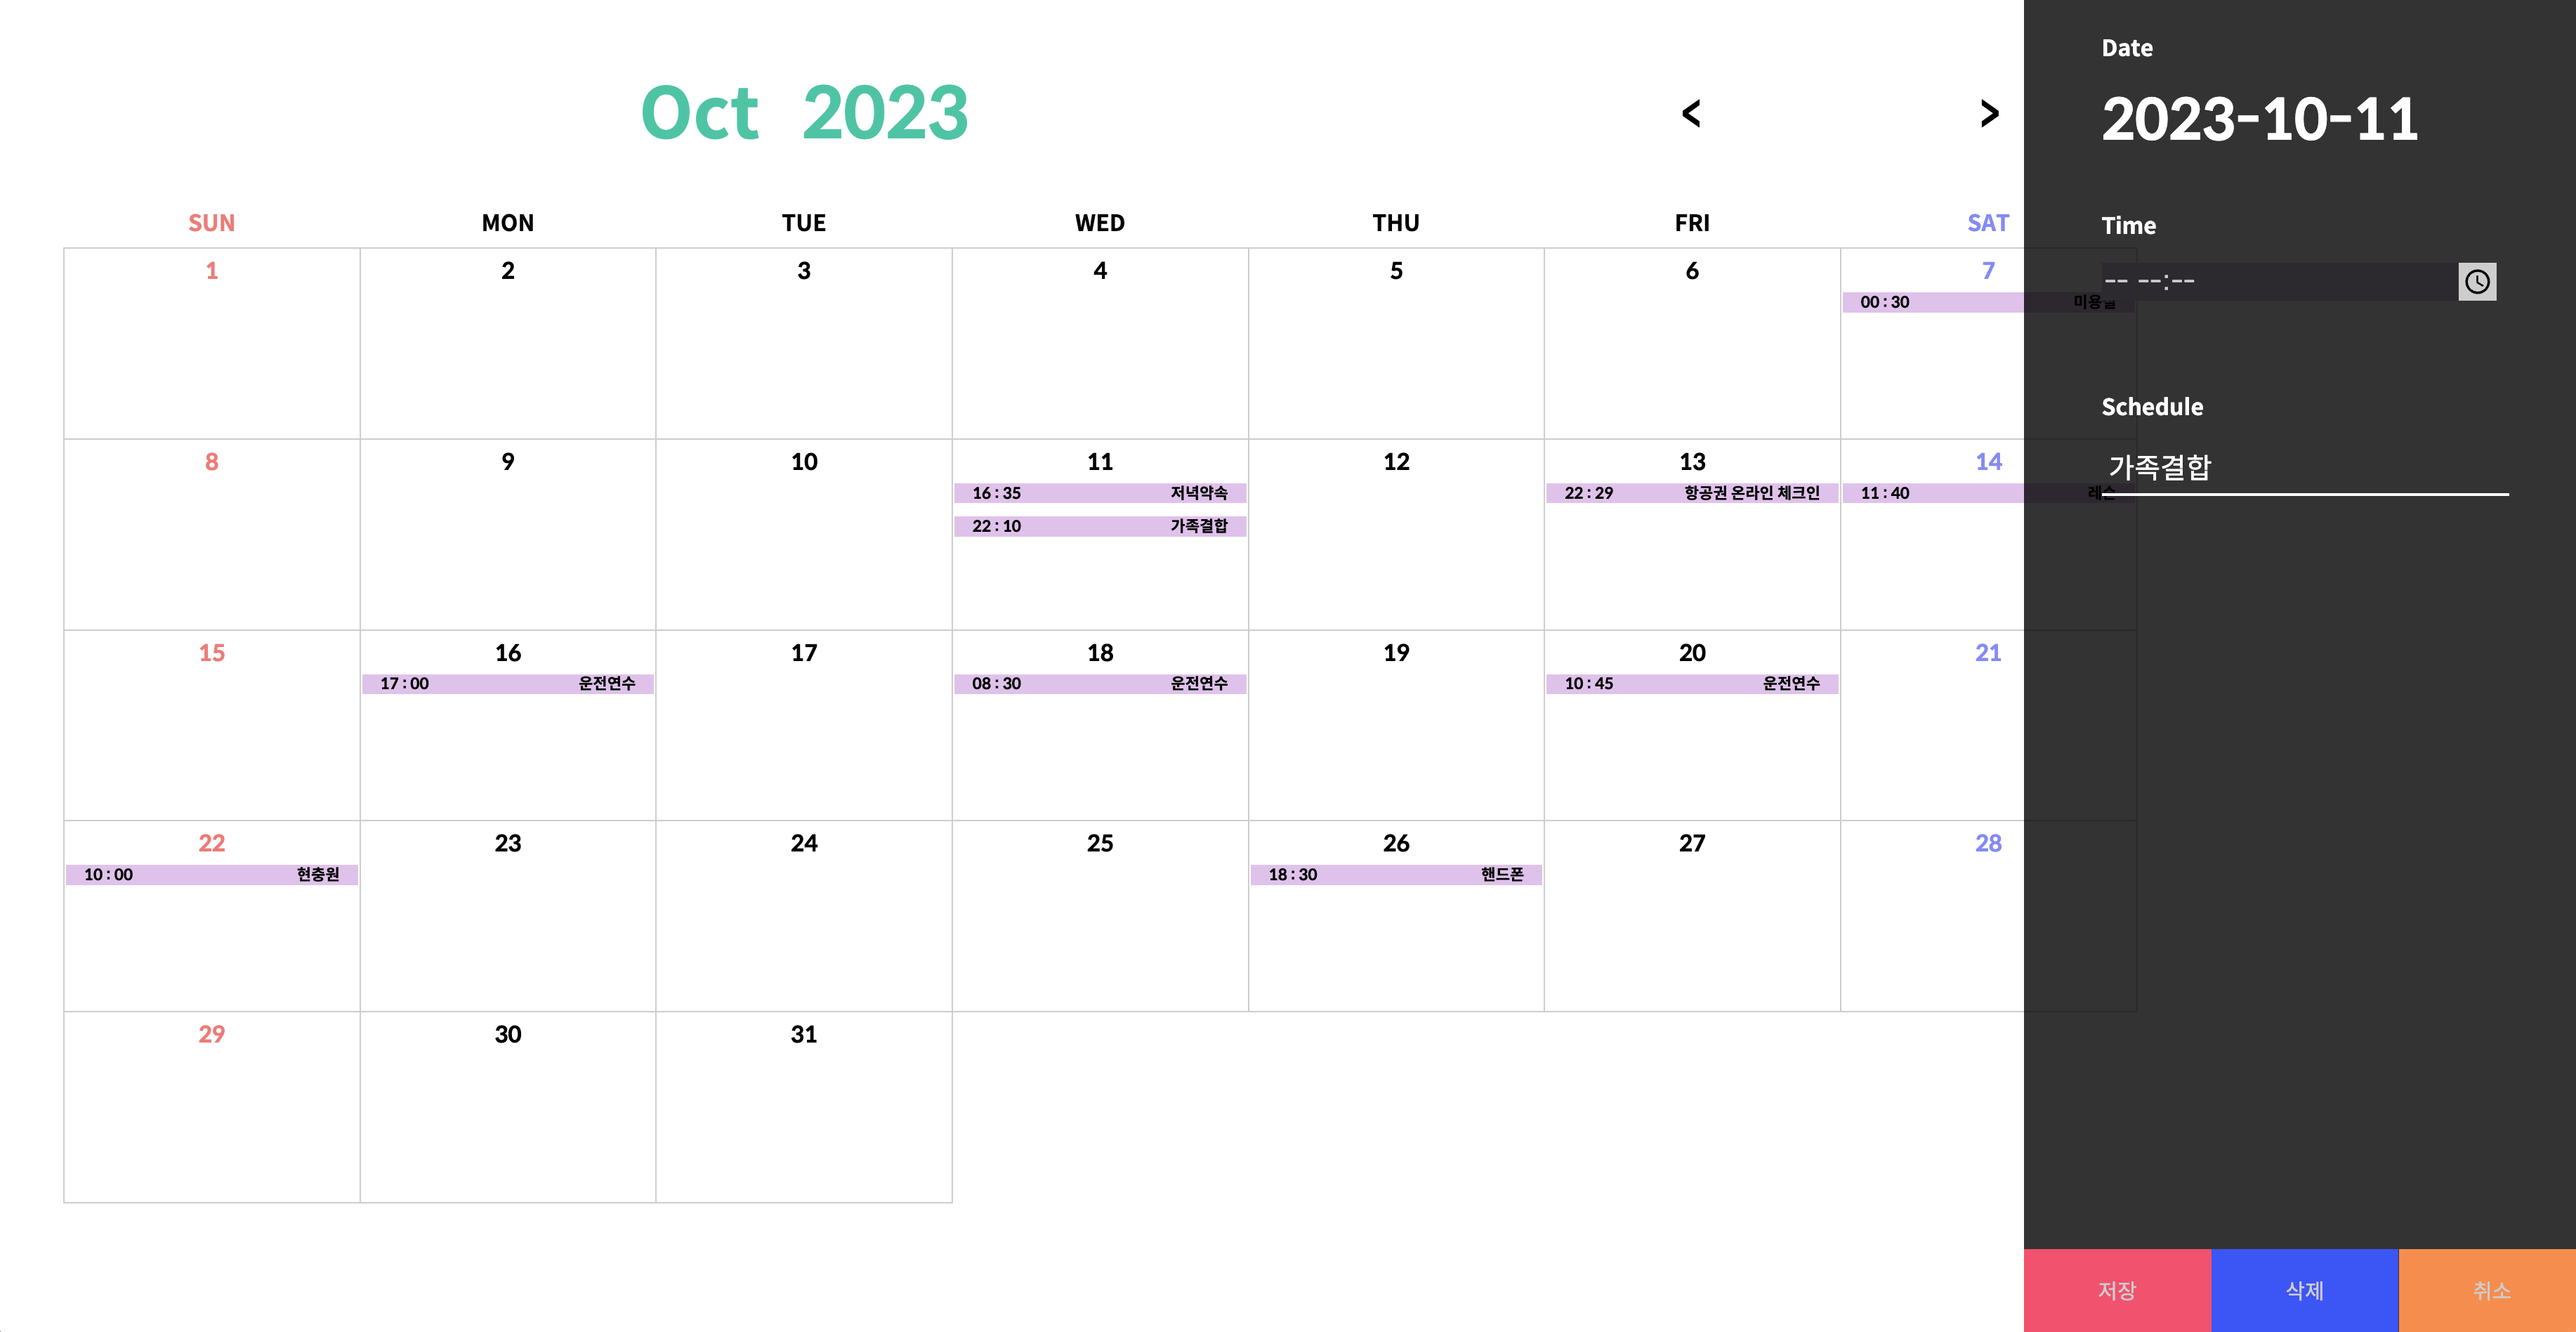 Oct 2023 < >
SUN MON TUE WED THU FRI SAT
1 2 3 4 5 6 7
00 : 30 미용실
8 9 10 11 12 13 14
16 : 35 저녁약속 22 : 29 항공권 온라인 체크인 11 : 40 레슨
22 : 10 가족결합
15 16 17 18 19 20 21
17 : 00 운전연수 08 : 30 운전연수 10 : 45 운전연수
22 23 24 25 26 27 28
10 : 00 현충원 18 : 30 핸드폰
29 30 31
Date
2023-10-11
Time
-- --:--
Schedule
가족결합
저장 삭제 취소